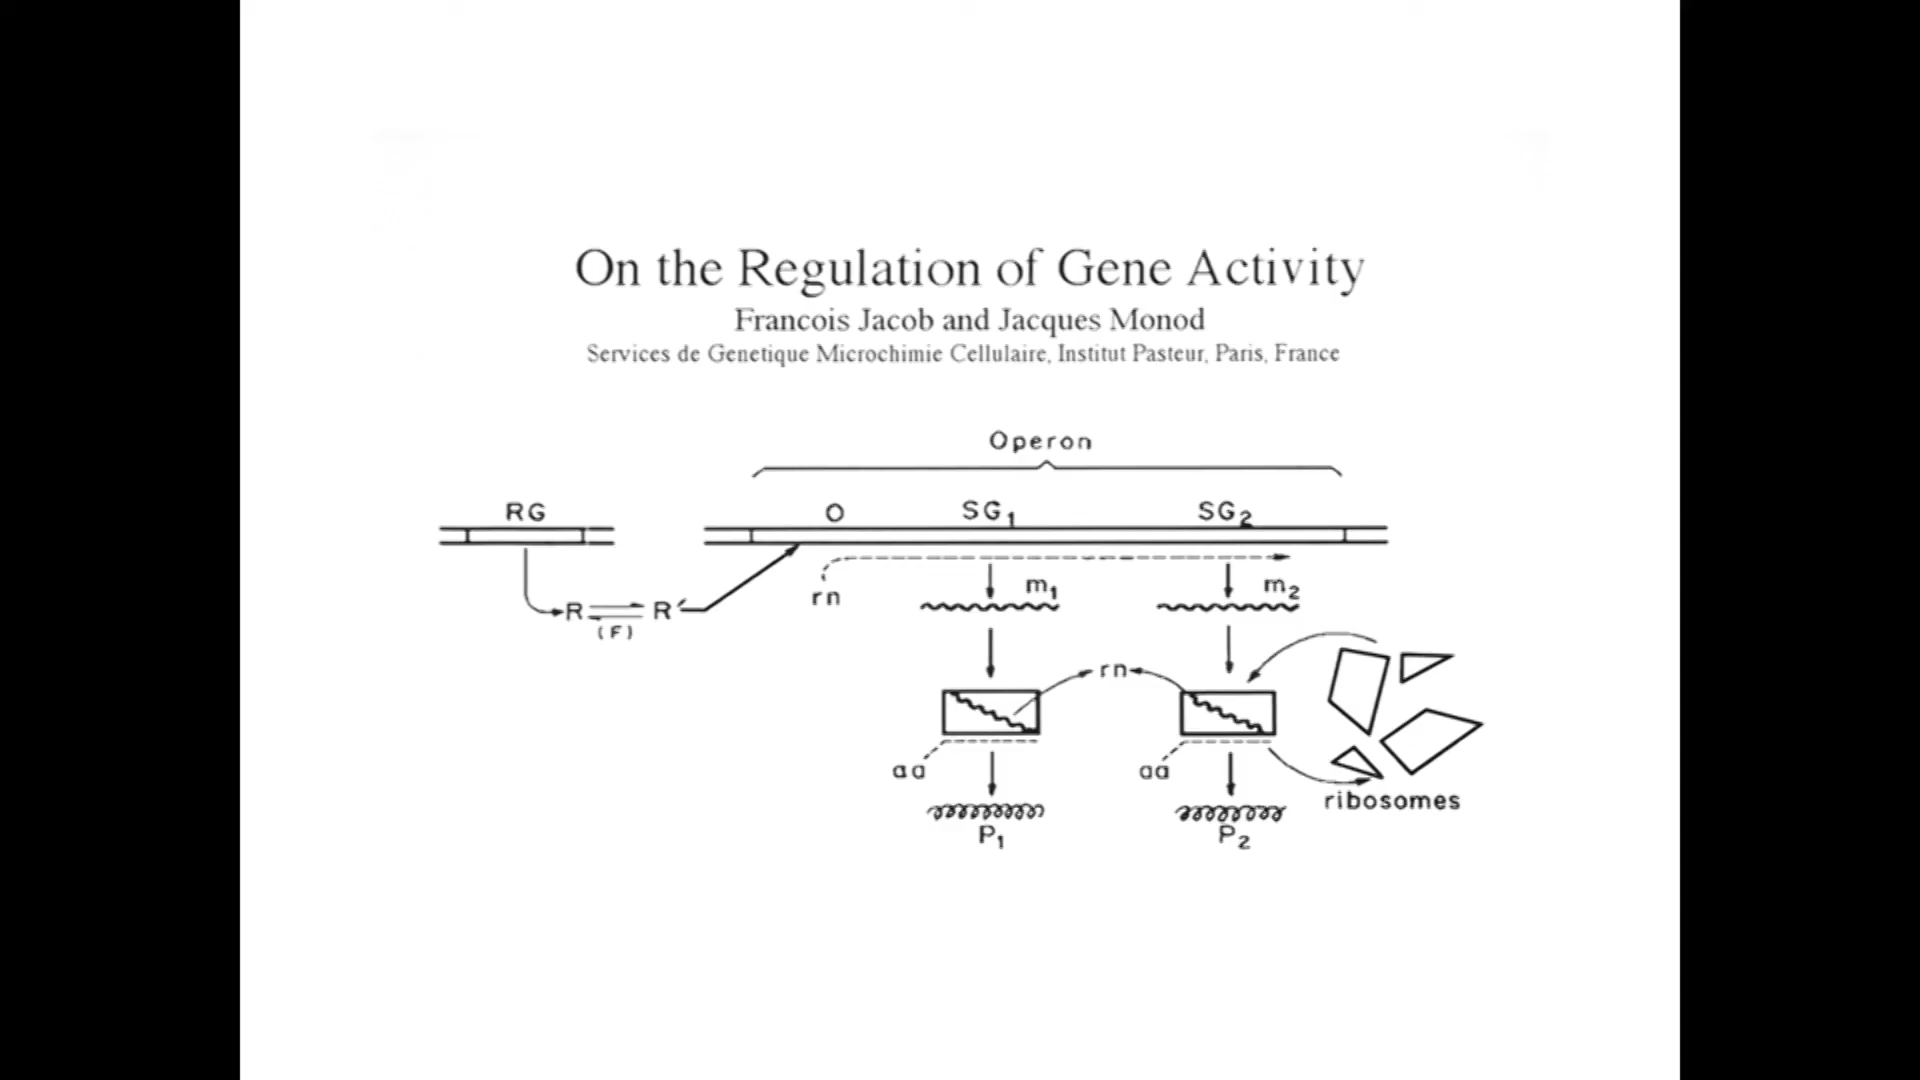 On the Regulation of Gene Activity
Francois Jacob and Jacques Monod
Services de Genetique Microchimie Cellulaire, Institut Pasteur, Paris, France
Operon
RG O SG1 SG2
rn m1 m2
R R′
(F)
rn
aa aa
ribosomes
P1 P2